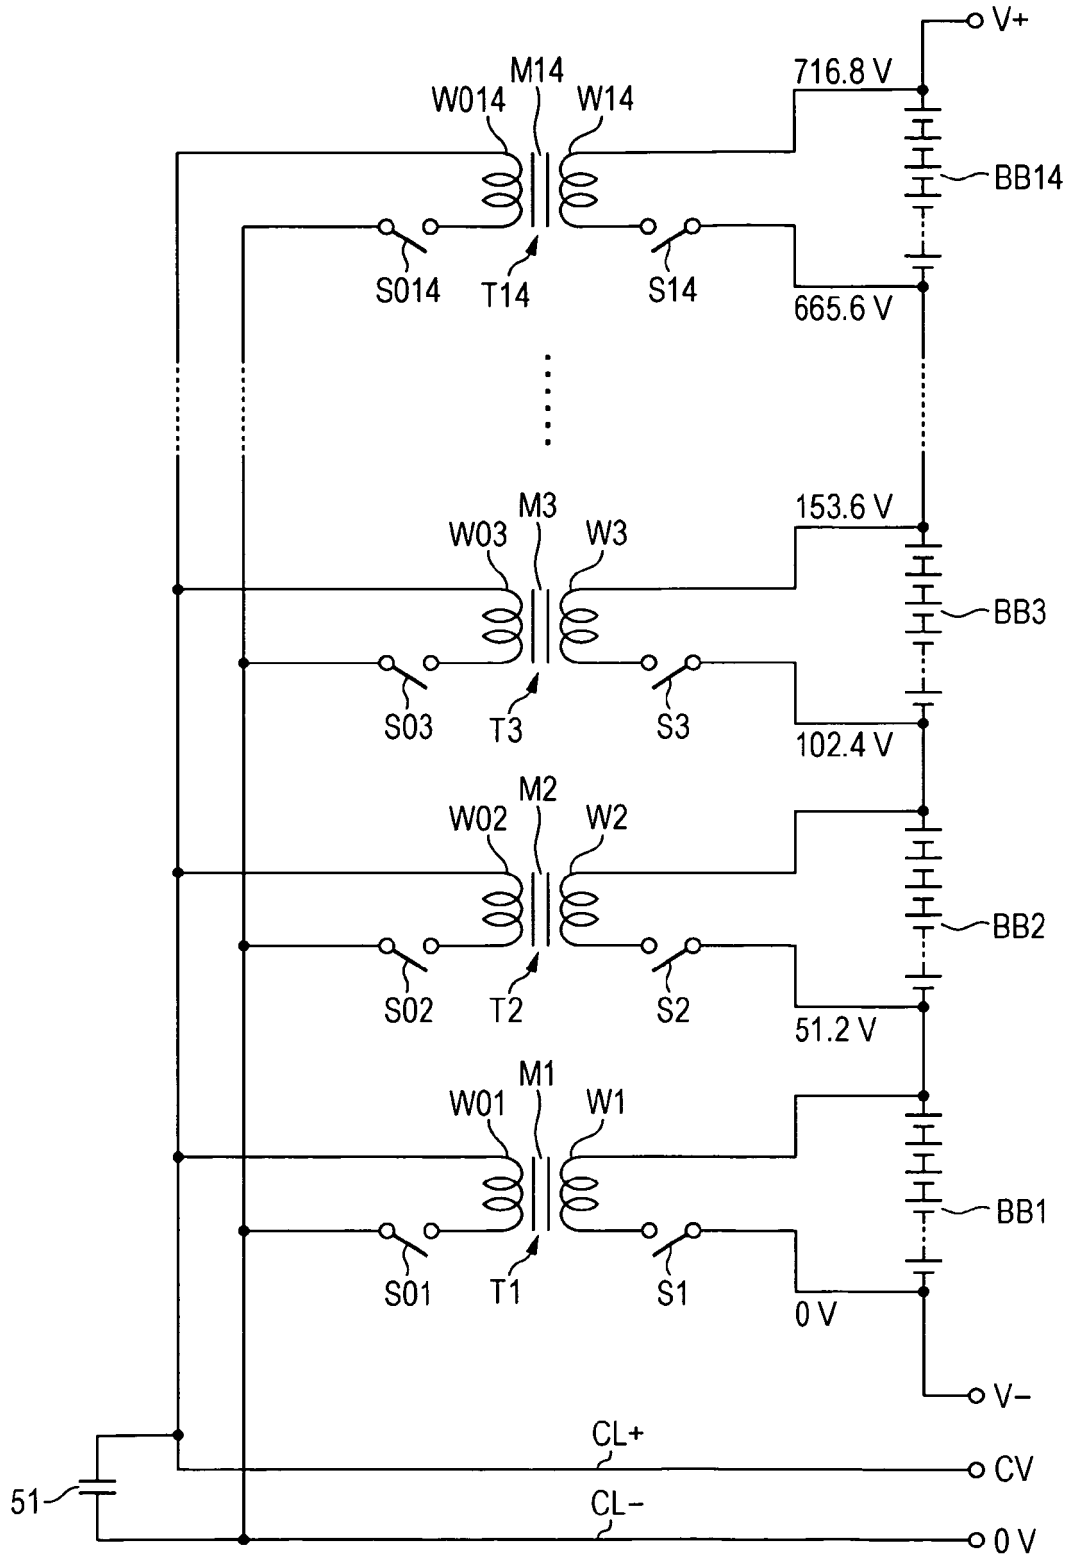 V+
716.8 V
M14
W014 W14
BB14
S014 T14 S14
665.6 V
153.6 V
M3
W03 W3
BB3
S03 T3 S3
102.4 V
M2
W02 W2
BB2
S02 T2 S2
51.2 V
M1
W01 W1
BB1
S01 T1 S1
0 V
V−
CL+
CV
51
CL−
0 V